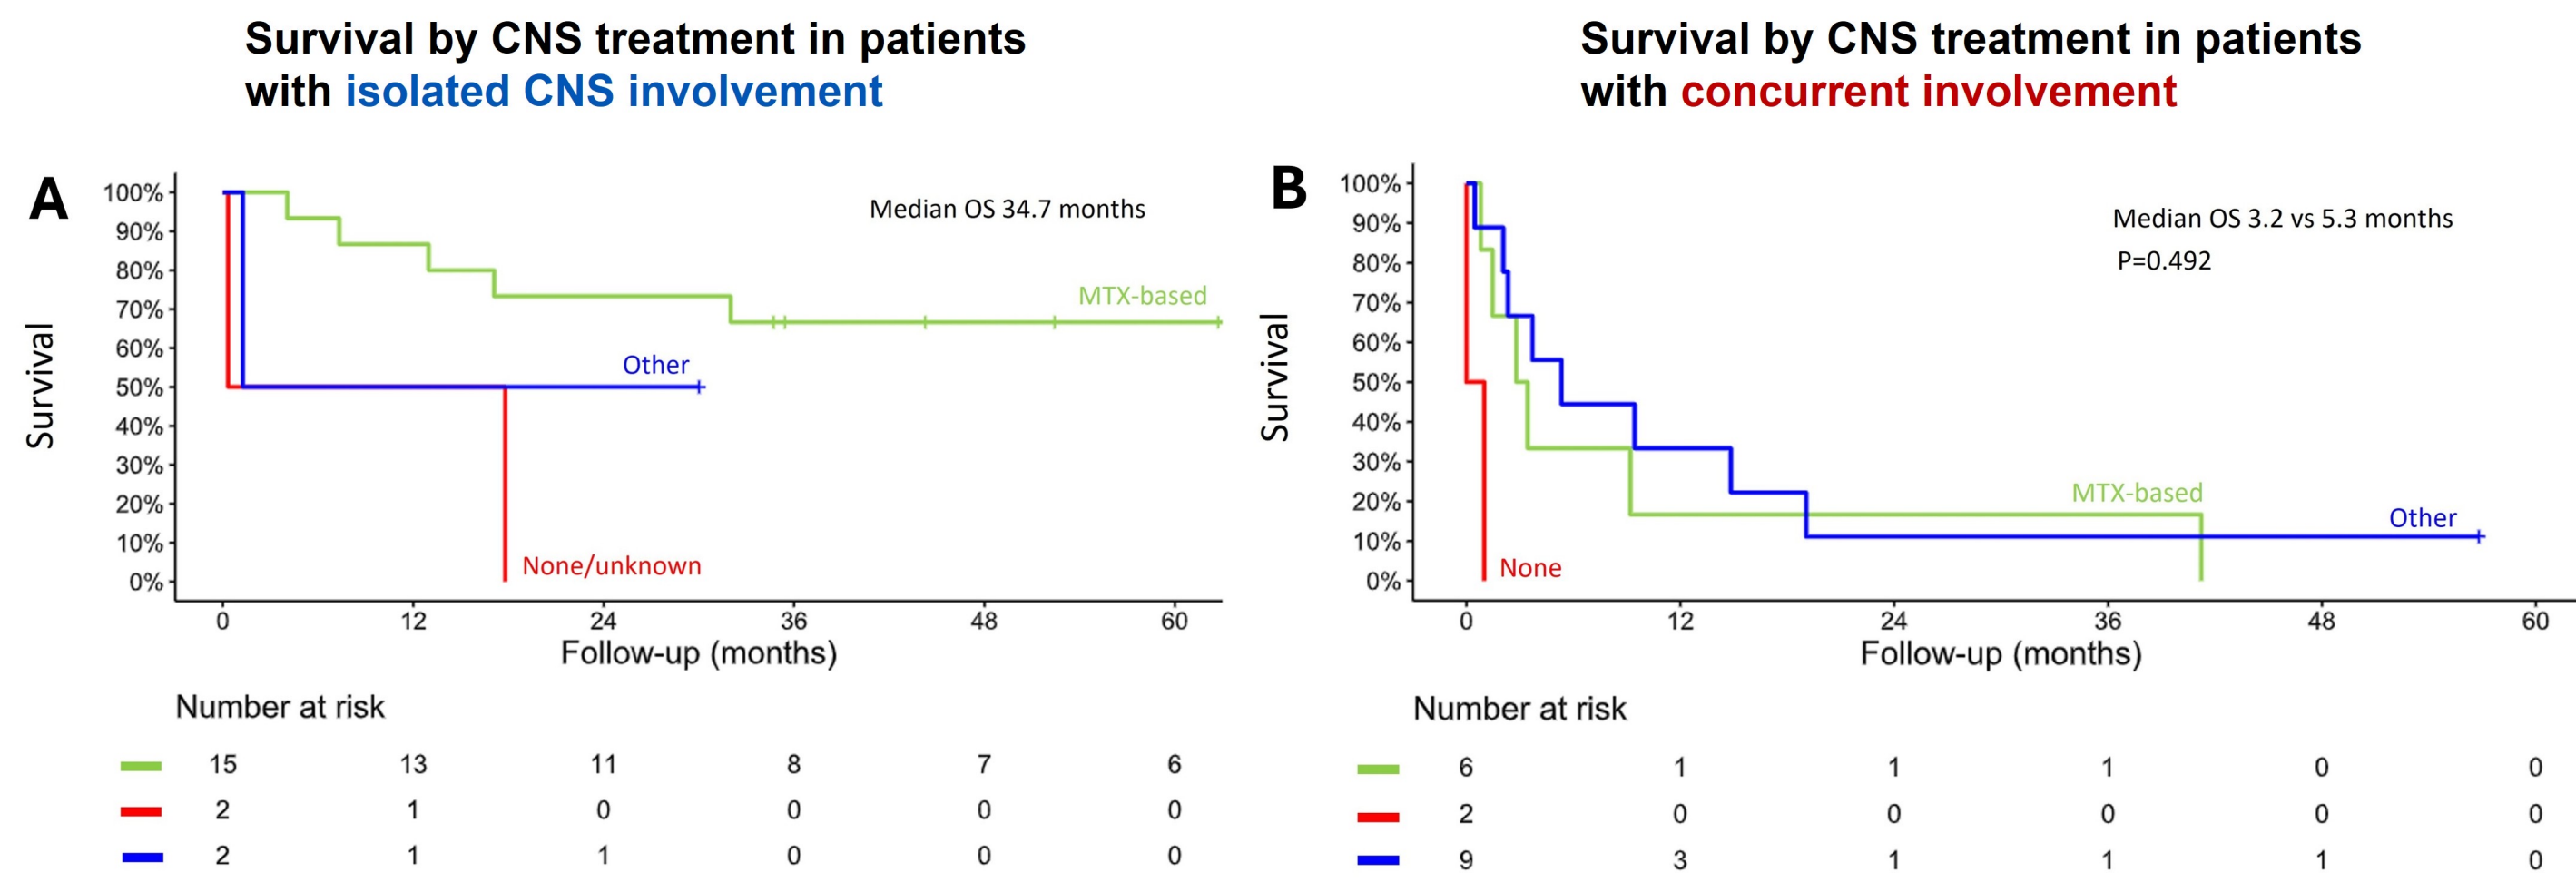 Survival by CNS treatment in patients
with isolated CNS involvement
A
Survival
100%
90%
80%
70%
60%
50%
40%
30%
20%
10%
0%
Median OS 34.7 months
MTX-based
Other
None/unknown
0 12 24 36 48 60
Follow-up (months)
Number at risk
15 13 11 8 7 6
2 1 0 0 0 0
2 1 1 0 0 0
Survival by CNS treatment in patients
with concurrent involvement
B
Survival
100%
90%
80%
70%
60%
50%
40%
30%
20%
10%
0%
Median OS 3.2 vs 5.3 months
P=0.492
MTX-based
Other
None
0 12 24 36 48 60
Follow-up (months)
Number at risk
6 1 1 1 0 0
2 0 0 0 0 0
9 3 1 1 1 0